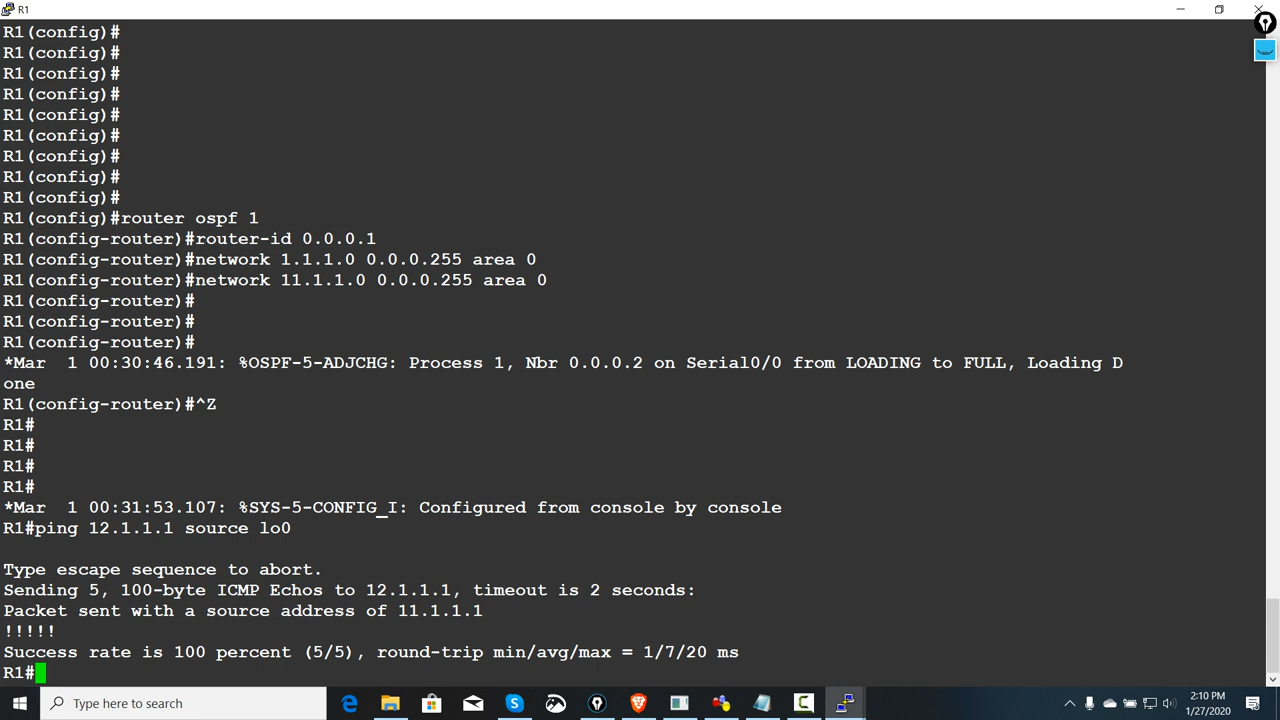 R1
R1(config)#
R1(config)#
R1(config)#
R1(config)#
R1(config)#
R1(config)#
R1(config)#
R1(config)#
R1(config)#
R1(config)#router ospf 1
R1(config-router)#router-id 0.0.0.1
R1(config-router)#network 1.1.1.0 0.0.0.255 area 0
R1(config-router)#network 11.1.1.0 0.0.0.255 area 0
R1(config-router)#
R1(config-router)#
R1(config-router)#
*Mar  1 00:30:46.191: %OSPF-5-ADJCHG: Process 1, Nbr 0.0.0.2 on Serial0/0 from LOADING to FULL, Loading D
one
R1(config-router)#^Z
R1#
R1#
R1#
R1#
*Mar  1 00:31:53.107: %SYS-5-CONFIG_I: Configured from console by console
R1#ping 12.1.1.1 source lo0
Type escape sequence to abort.
Sending 5, 100-byte ICMP Echos to 12.1.1.1, timeout is 2 seconds:
Packet sent with a source address of 11.1.1.1
!!!!!
Success rate is 100 percent (5/5), round-trip min/avg/max = 1/7/20 ms
R1#
Type here to search
2:10 PM
1/27/2020